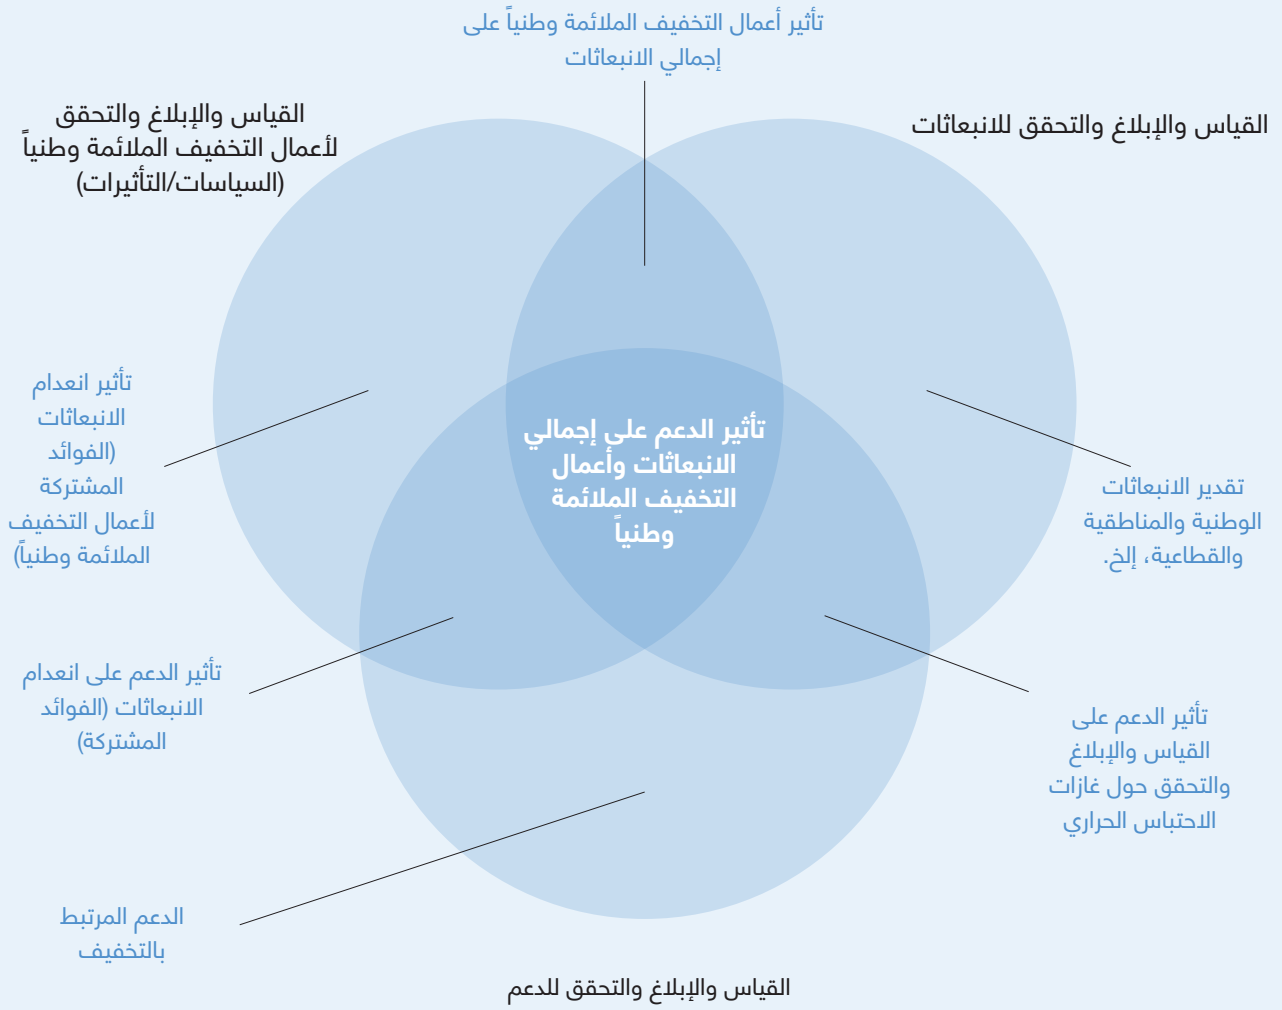 تأثير أعمال التخفيف الملائمة وطنياً على
إجمالي الانبعاثات
القياس والإبلاغ والتحقق للانبعاثات
القياس والإبلاغ والتحقق
لأعمال التخفيف الملائمة وطنياً
(السياسات/التأثيرات)
تأثير انعدام
الانبعاثات
(الفوائد
المشتركة
لأعمال التخفيف
الملائمة وطنياً)
تأثير الدعم على إجمالي
الانبعاثات وأعمال
التخفيف الملائمة
وطنياً
تقدير الانبعاثات
الوطنية والمناطقية
والقطاعية، إلخ.
تأثير الدعم على انعدام
الانبعاثات (الفوائد
المشتركة)
تأثير الدعم على
القياس والإبلاغ
والتحقق حول غازات
الاحتباس الحراري
الدعم المرتبط
بالتخفيف
القياس والإبلاغ والتحقق للدعم